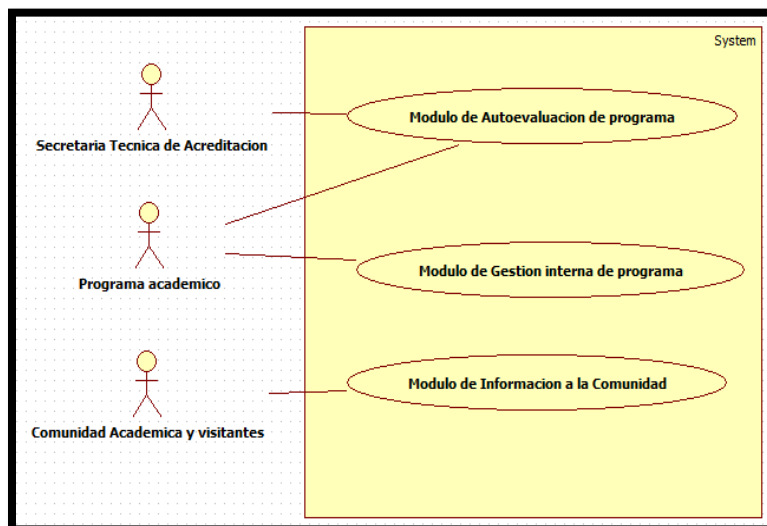 System
Modulo de Autoevaluacion de programa
Secretaria Tecnica de Acreditacion
Modulo de Gestion interna de programa
Programa academico
Modulo de Informacion a la Comunidad
Comunidad Academica y visitantes